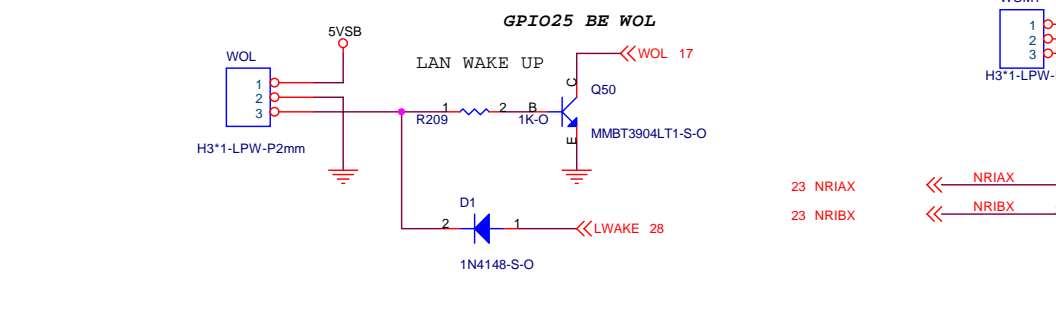 GPIO25 BE WOL
5VSB
WOL
LAN WAKE UP
WOL 17
1
2
3
1
2
3
H3*1-LPW-
C
Q50
1
2
B
R209
1K-O
MMBT3904LT1-S-O
E
H3*1-LPW-P2mm
23 NRIAX
NRIAX
23 NRIBX
NRIBX
D1
2
1
LWAKE 28
1N4148-S-O